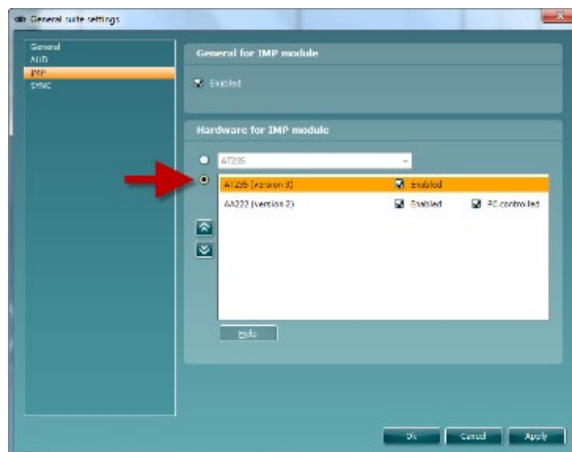 General suite settings
General
AUD
IMP
SYNC
General for IMP module
Enabled
Hardware for IMP module
AT235
AT235 (version 3) Enabled
AA222 (version 2) Enabled PC controlled
Help
Ok Cancel Apply